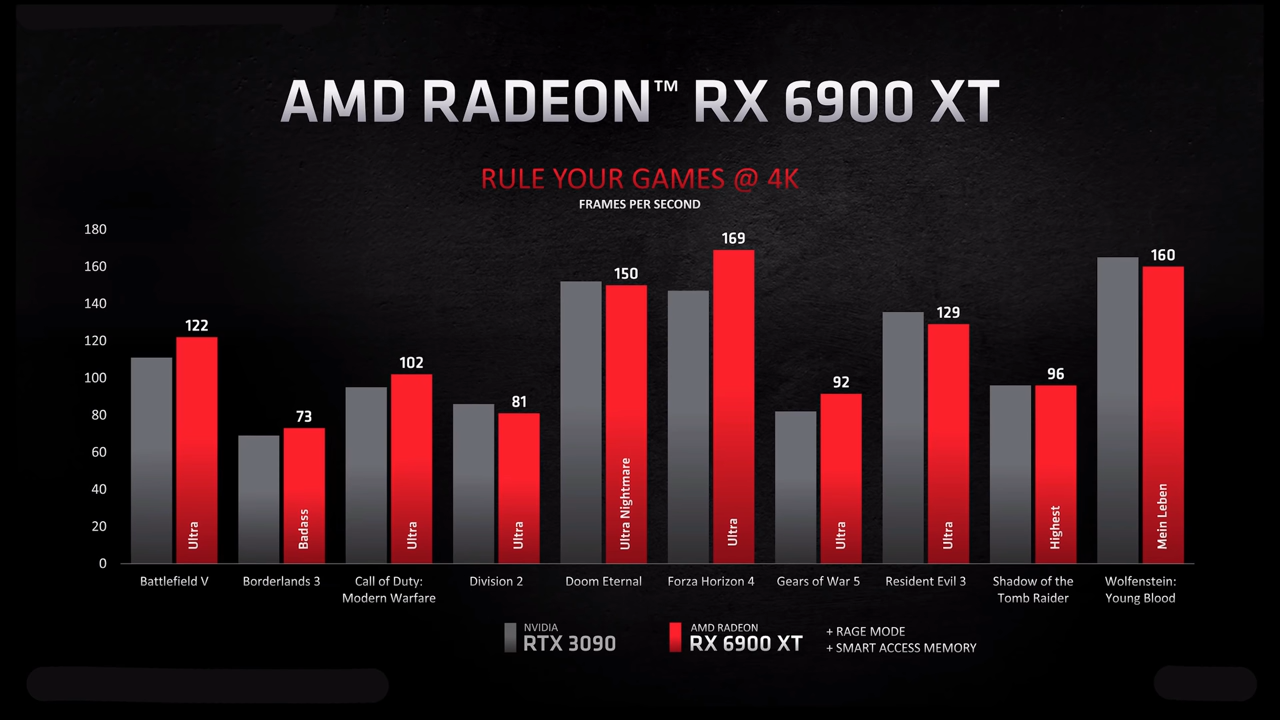 AMD RADEON™ RX 6900 XT
RULE YOUR GAMES @ 4K
FRAMES PER SECOND
180
160
140
120
100
80
60
40
20
0
122
73
102
81
150
169
92
129
96
160
Ultra
Badass
Ultra
Ultra
Ultra Nightmare
Ultra
Ultra
Ultra
Highest
Mein Leben
Battlefield V
Borderlands 3
Call of Duty:
Modern Warfare
Division 2
Doom Eternal
Forza Horizon 4
Gears of War 5
Resident Evil 3
Shadow of the
Tomb Raider
Wolfenstein:
Young Blood
NVIDIA
RTX 3090
AMD RADEON
RX 6900 XT
+ RAGE MODE
+ SMART ACCESS MEMORY